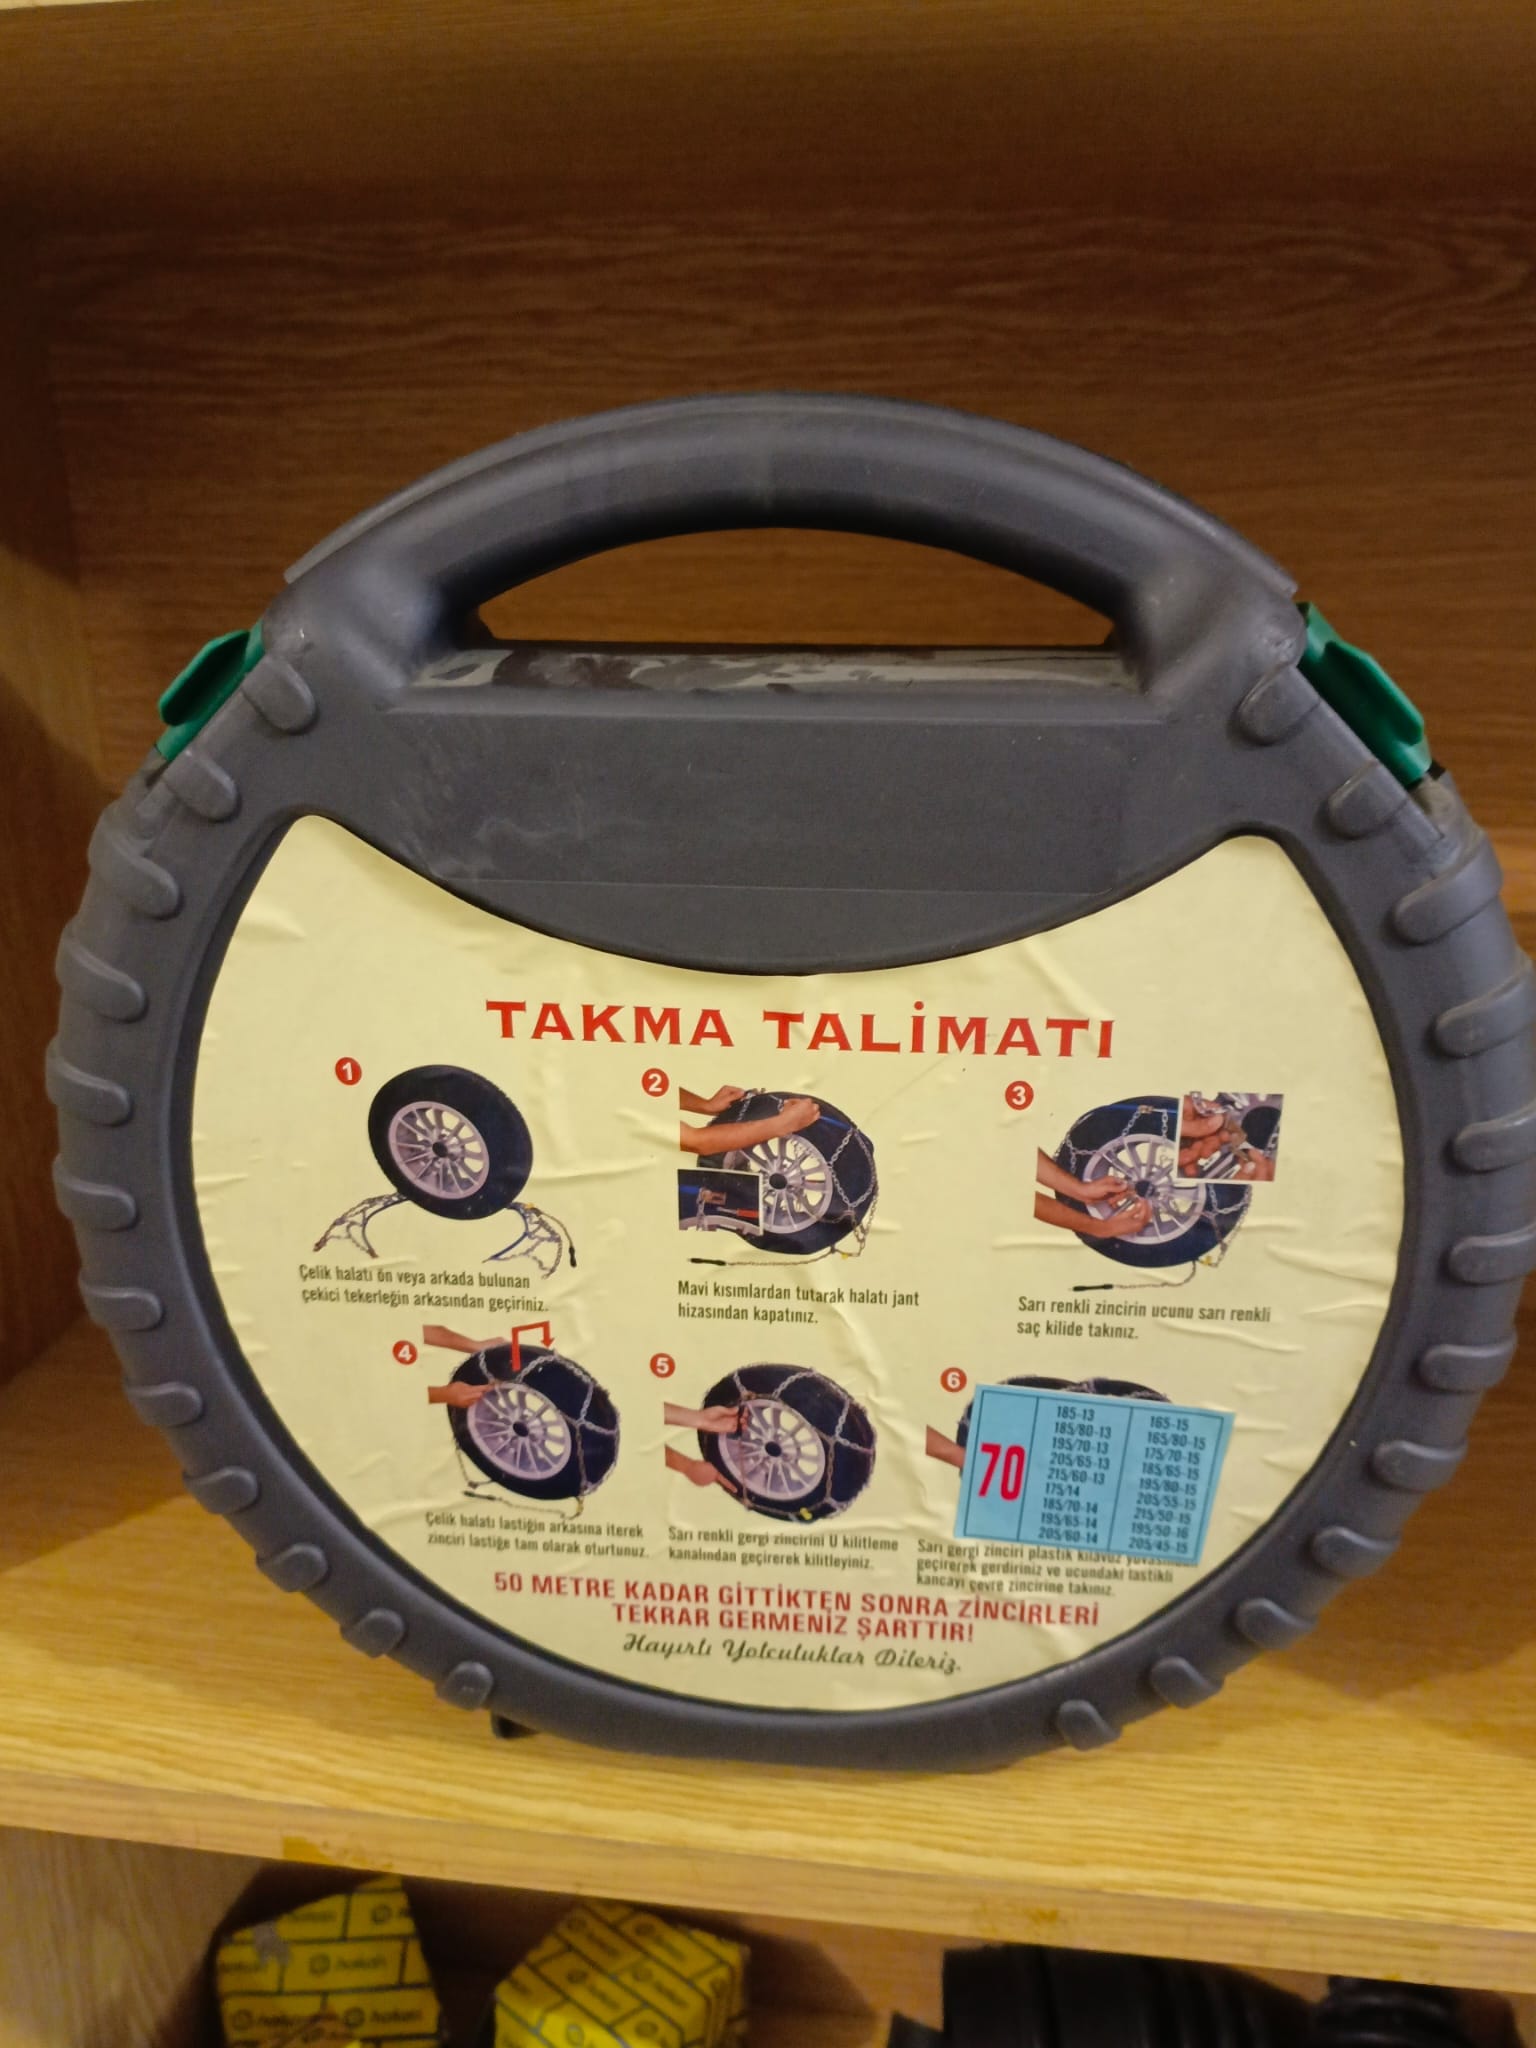 TAKMA TALİMATI
1
Çelik halatı ön veya arkada bulunan
çekici tekerleğin arkasından geçiriniz.
2
Mavi kısımlardan tutarak halatı jant
hizasından kapatınız.
3
Sarı renkli zincirin ucunu sarı renkli
saç kilide takınız.
4
Çelik halatı lastiğin arkasına iterek
zinciri lastiğe tam olarak oturtunuz.
5
Sarı renkli gergi zincirini U kilitleme
kanalından geçirerek kilitleyiniz.
6
Sarı gergi zinciri plastik kılavuz yuvasından
geçirerek gerdiriniz ve ucundaki lastikli
kancayı çevre zincirine takınız.
70
185-13
185/80-13
195/70-13
205/65-13
215/60-13
175/14
185/70-14
195/65-14
205/60-14
165-15
165/80-15
175/70-15
185/65-15
195/60-15
205/55-15
215/50-15
195/50-16
205/45-15
50 METRE KADAR GİTTİKTEN SONRA ZİNCİRLERİ
TEKRAR GERMENİZ ŞARTTIR!
Hayırlı Yolculuklar Dileriz.
hakan
hakan
hakan